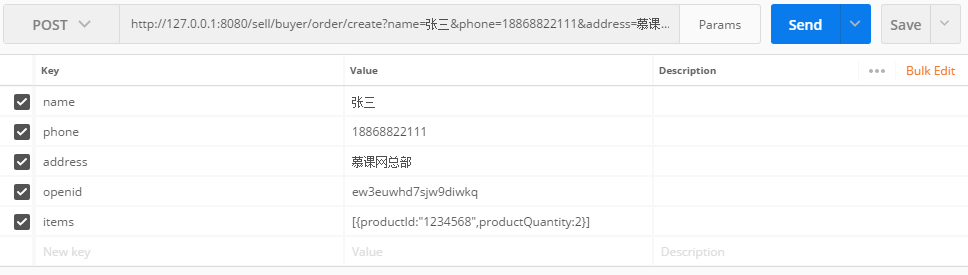 POST http://127.0.0.1:8080/sell/buyer/order/create?name=张三&phone=18868822111&address=慕课... Params Send Save
Key Value Description ••• Bulk Edit
name 张三
phone 18868822111
address 慕课网总部
openid ew3euwhd7sjw9diwkq
items [{productId:"1234568",productQuantity:2}]
New key Value Description